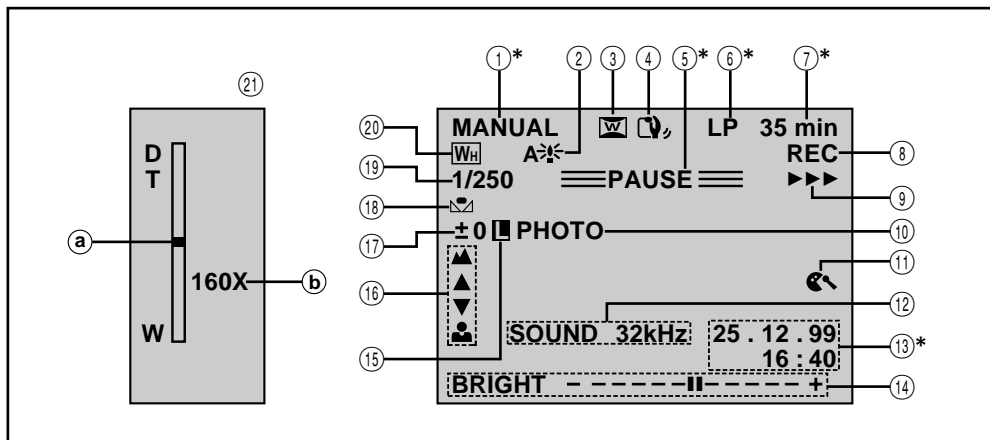 ㉑
D
T
160X
W
ⓐ
ⓑ
①* ② ③ ④ ⑤* ⑥* ⑦*
MANUAL W LP 35 min
⑳ WH A REC ⑧
⑲ 1/250 PAUSE ►►► ⑨
⑱
⑰ ±0 L PHOTO ⑩
⑯
⑪
⑫
SOUND 32kHz 25 . 12 . 99
16 : 40 ⑬*
⑮
BRIGHT – – – – – – – – – – – – + ⑭